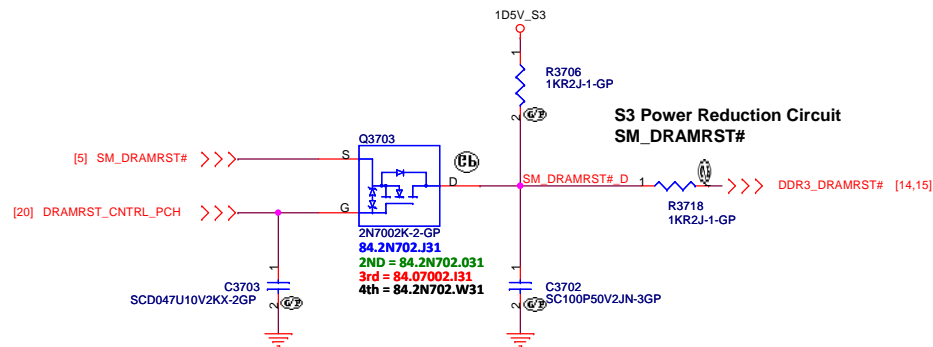 1D5V_S3
1
R3706
1KR2J-1-GP
2
S3 Power Reduction Circuit
SM_DRAMRST#
Q3703
[5] SM_DRAMRST#
S
D
SM_DRAMRST#_D
1
DDR3_DRAMRST# [14,15]
R3718
1KR2J-1-GP
[20] DRAMRST_CNTRL_PCH
G
2N7002K-2-GP
84.2N702.J31
2ND = 84.2N702.031
3rd = 84.07002.I31
4th = 84.2N702.W31
1
C3703
SCD047U10V2KX-2GP
2
1
C3702
SC100P50V2JN-3GP
2